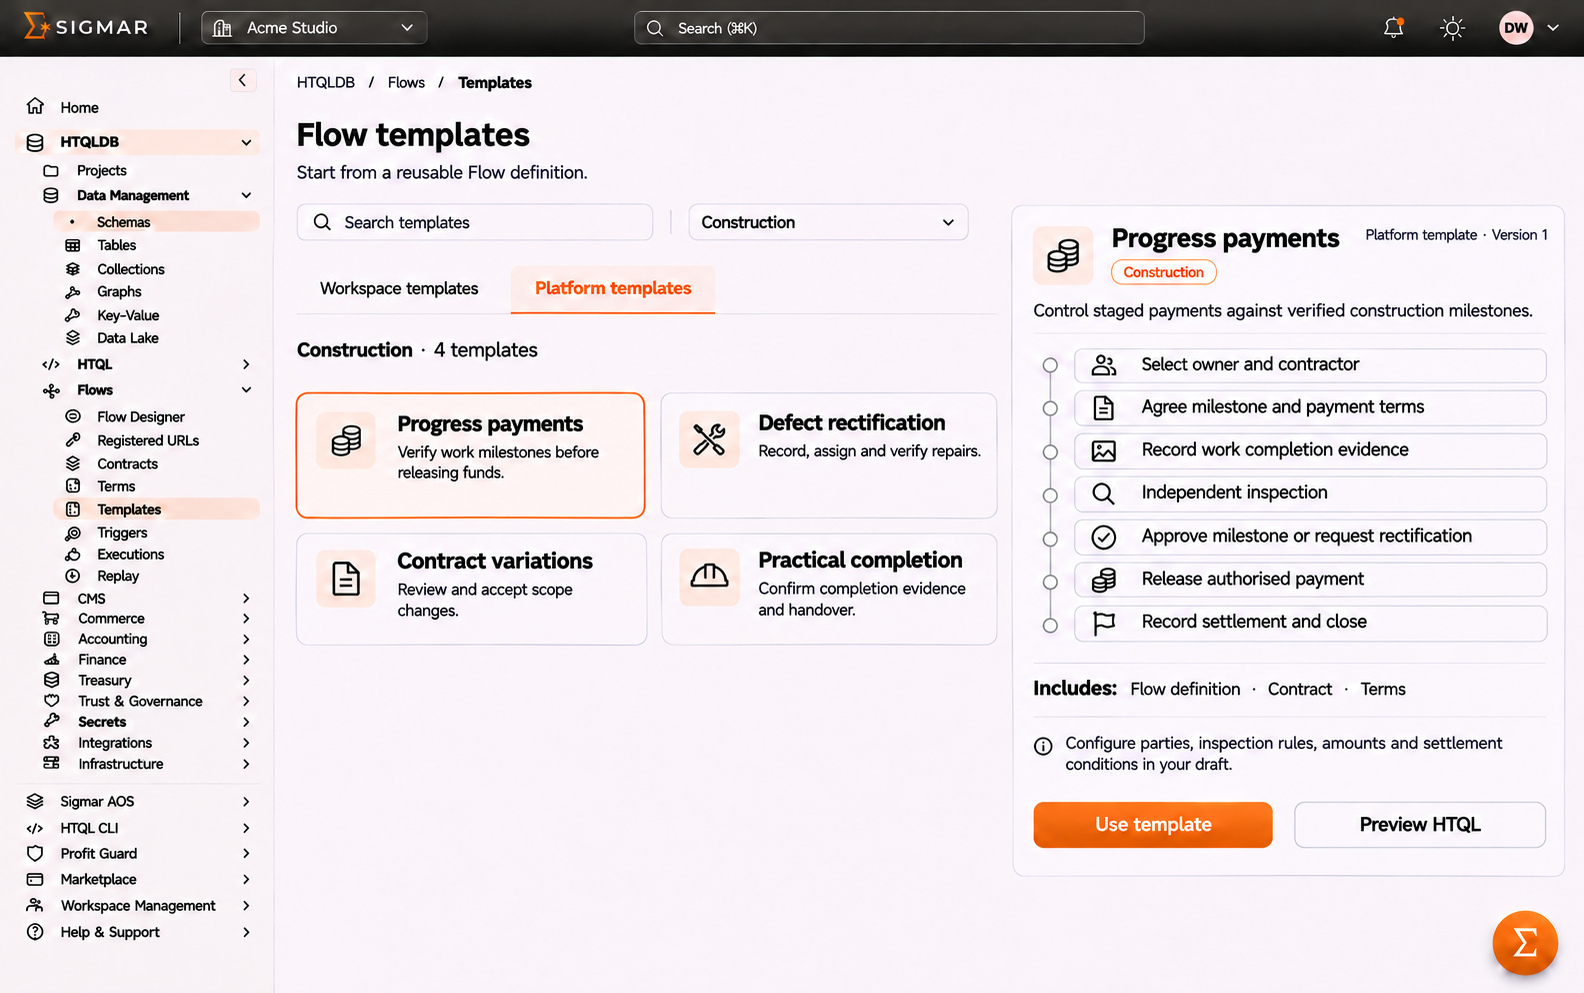 SIGMAR
Acme Studio
Search (⌘K)
DW
Home
HTQLDB
Projects
Data Management
Schemas
Tables
Collections
Graphs
Key-Value
Data Lake
HTQL
Flows
Flow Designer
Registered URLs
Contracts
Terms
Templates
Triggers
Executions
Replay
CMS
Commerce
Accounting
Finance
Treasury
Trust & Governance
Secrets
Integrations
Infrastructure
Sigmar AOS
HTQL CLI
Profit Guard
Marketplace
Workspace Management
Help & Support
HTQLDB / Flows / Templates
Flow templates
Start from a reusable Flow definition.
Search templates
Construction
Workspace templates
Platform templates
Construction · 4 templates
Progress payments
Verify work milestones before
releasing funds.
Defect rectification
Record, assign and verify repairs.
Contract variations
Review and accept scope
changes.
Practical completion
Confirm completion evidence
and handover.
Progress payments
Platform template · Version 1
Construction
Control staged payments against verified construction milestones.
Select owner and contractor
Agree milestone and payment terms
Record work completion evidence
Independent inspection
Approve milestone or request rectification
Release authorised payment
Record settlement and close
Includes: Flow definition · Contract · Terms
Configure parties, inspection rules, amounts and settlement
conditions in your draft.
Use template
Preview HTQL
Σ